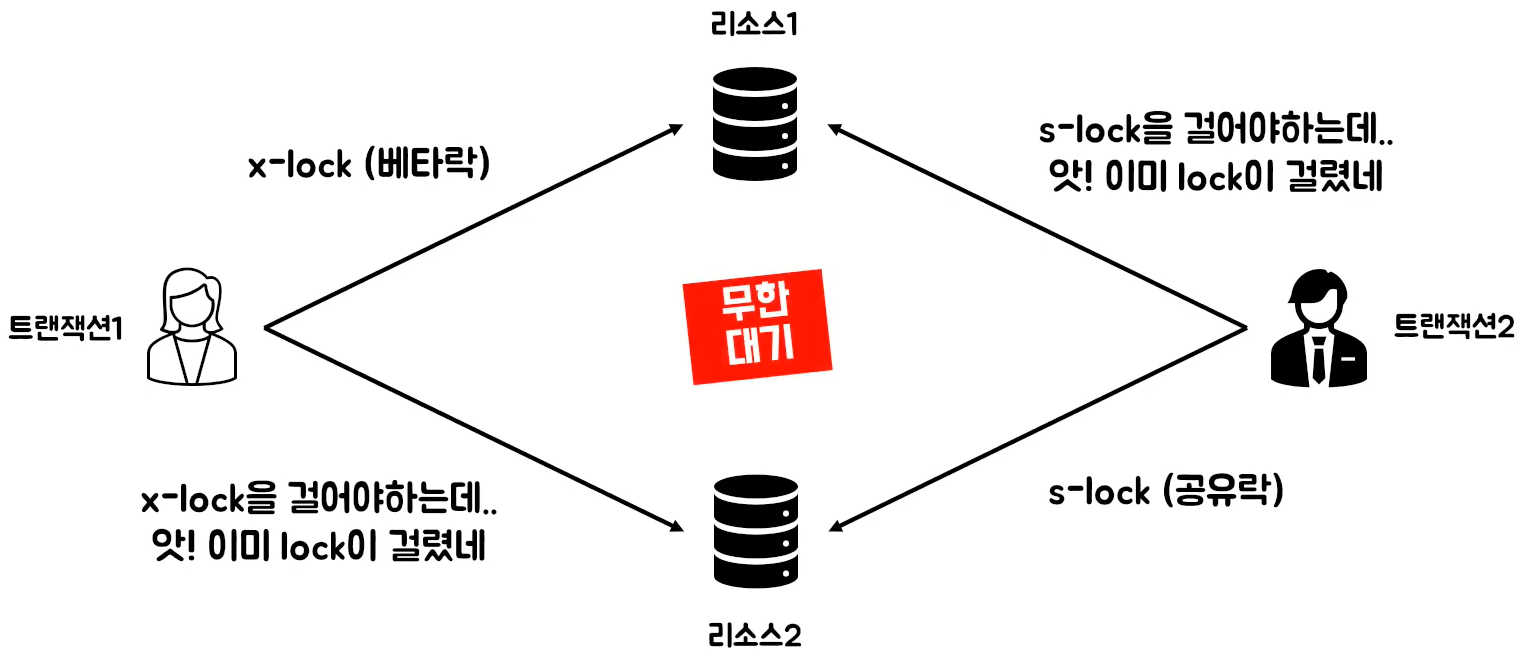 리소스1
x-lock (베타락)
s-lock을 걸어야하는데..
앗! 이미 lock이 걸렸네
트랜잭션1
무한
대기
트랜잭션2
x-lock을 걸어야하는데..
앗! 이미 lock이 걸렸네
s-lock (공유락)
리소스2